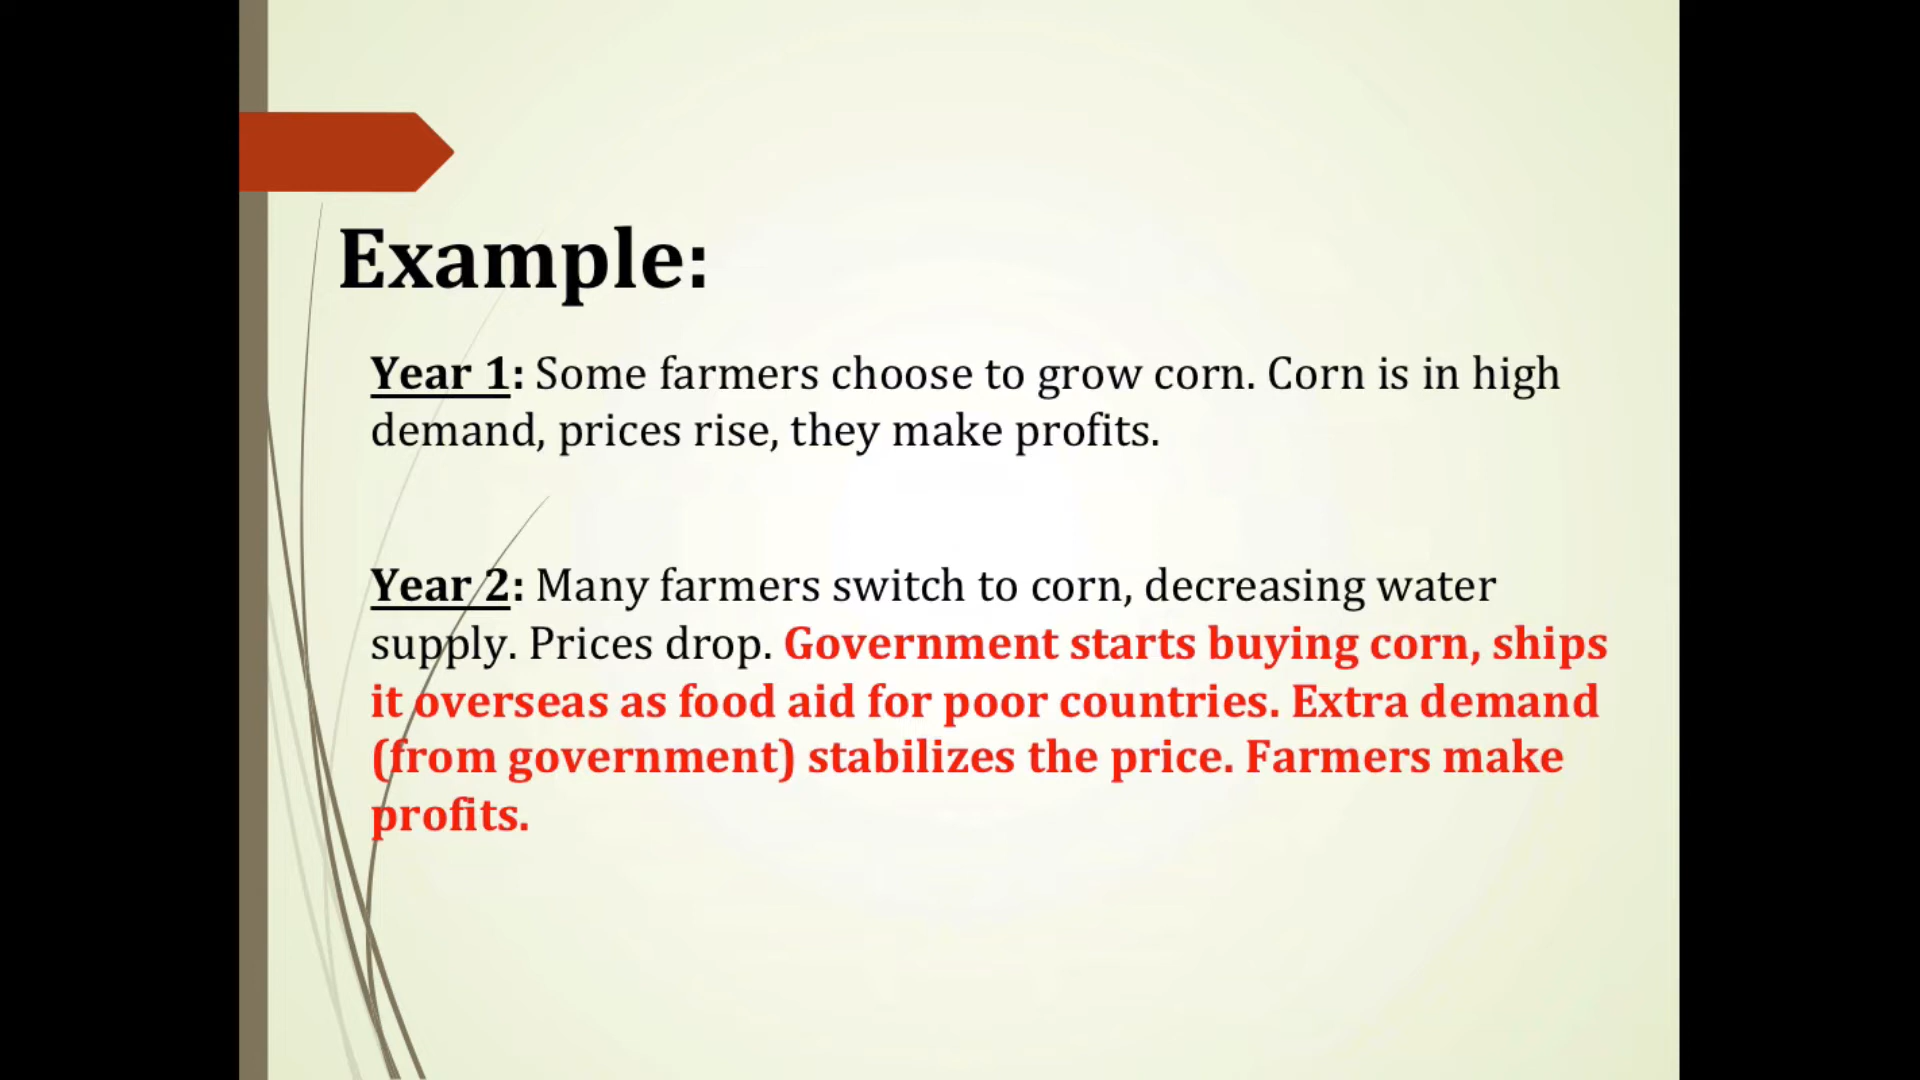 Example:
Year 1: Some farmers choose to grow corn. Corn is in high
demand, prices rise, they make profits.
Year 2: Many farmers switch to corn, decreasing water
supply. Prices drop. Government starts buying corn, ships
it overseas as food aid for poor countries. Extra demand
(from government) stabilizes the price. Farmers make
profits.